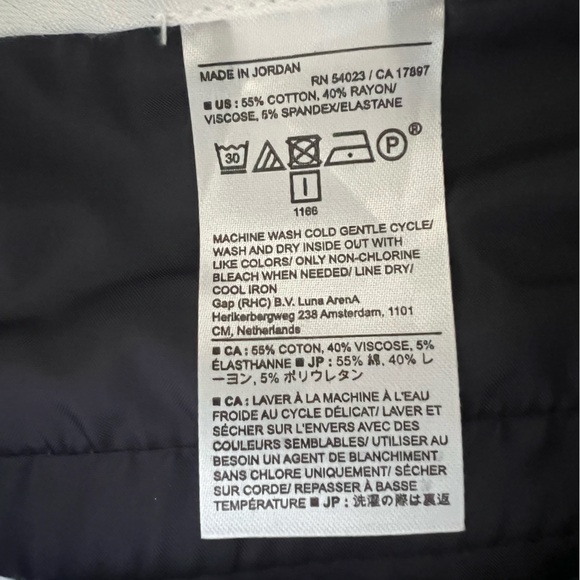 MADE IN JORDAN
RN 54023 / CA 17897
■ US : 55% COTTON, 40% RAYON/
VISCOSE, 5% SPANDEX/ELASTANE
30
P®
1166
MACHINE WASH COLD GENTLE CYCLE/
WASH AND DRY INSIDE OUT WITH
LIKE COLORS/ ONLY NON-CHLORINE
BLEACH WHEN NEEDED/ LINE DRY/
COOL IRON
Gap (RHC) B.V. Luna ArenA
Herikerbergweg 238 Amsterdam, 1101
CM, Netherlands
■ CA : 55% COTON, 40% VISCOSE, 5%
ÉLASTHANNE ■ JP : 55% 綿, 40% レ
ーヨン, 5% ポリウレタン
■ CA : LAVER À LA MACHINE À L'EAU
FROIDE AU CYCLE DÉLICAT/ LAVER ET
SÉCHER SUR L'ENVERS AVEC DES
COULEURS SEMBLABLES/ UTILISER AU
BESOIN UN AGENT DE BLANCHIMENT
SANS CHLORE UNIQUEMENT/ SÉCHER
SUR CORDE/ REPASSER À BASSE
TEMPÉRATURE ■ JP : 洗濯の際は裏返